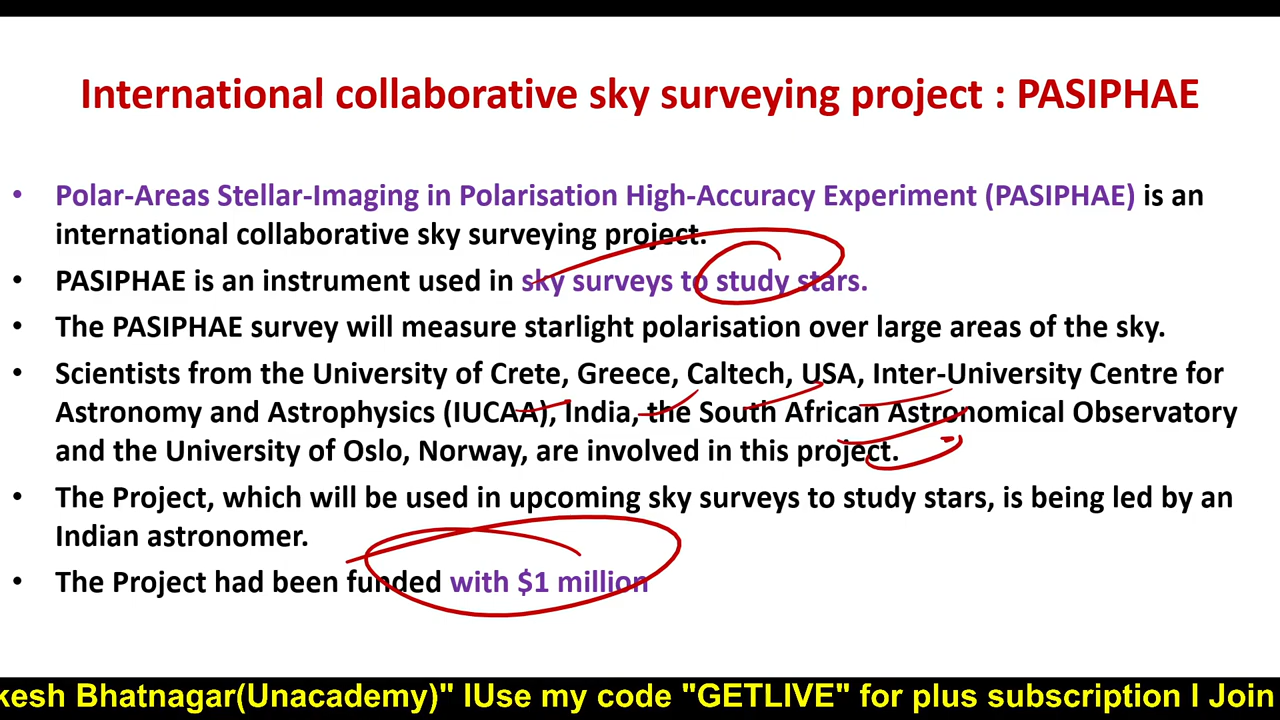 International collaborative sky surveying project : PASIPHAE
• Polar-Areas Stellar-Imaging in Polarisation High-Accuracy Experiment (PASIPHAE) is an
international collaborative sky surveying project.
• PASIPHAE is an instrument used in sky surveys to study stars.
• The PASIPHAE survey will measure starlight polarisation over large areas of the sky.
• Scientists from the University of Crete, Greece, Caltech, USA, Inter-University Centre for
Astronomy and Astrophysics (IUCAA), India, the South African Astronomical Observatory
and the University of Oslo, Norway, are involved in this project.
• The Project, which will be used in upcoming sky surveys to study stars, is being led by an
Indian astronomer.
• The Project had been funded with $1 million
kesh Bhatnagar(Unacademy)" IUse my code "GETLIVE" for plus subscription I Join